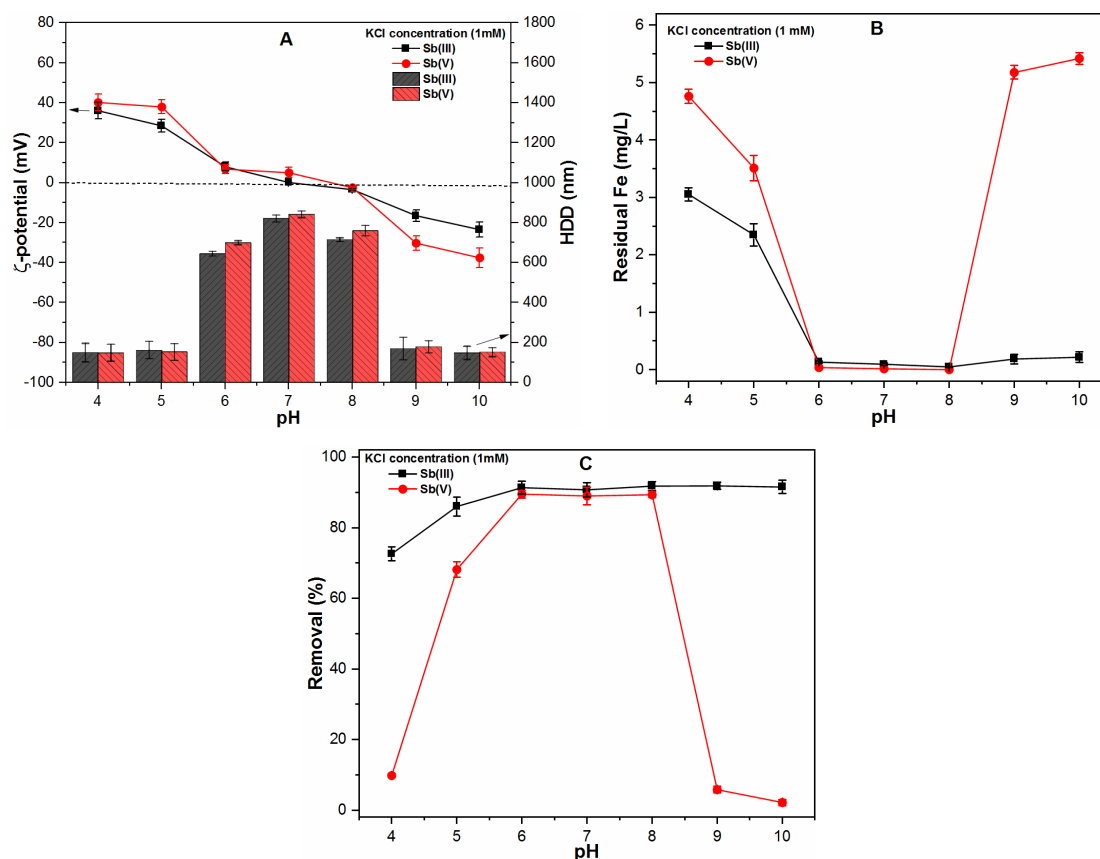 A
KCl concentration (1mM)
Sb(III)
Sb(V)
Sb(III)
Sb(V)
ζ-potential (mV)
80
60
40
20
0
-20
-40
-60
-80
-100
HDD (nm)
1800
1600
1400
1200
1000
800
600
400
200
0
4 5 6 7 8 9 10
pH
B
KCl concentration (1 mM)
Sb(III)
Sb(V)
Residual Fe (mg/L)
6
5
4
3
2
1
0
4 5 6 7 8 9 10
pH
C
KCl concentration (1mM)
Sb(III)
Sb(V)
Removal (%)
100
80
60
40
20
0
4 5 6 7 8 9 10
pH